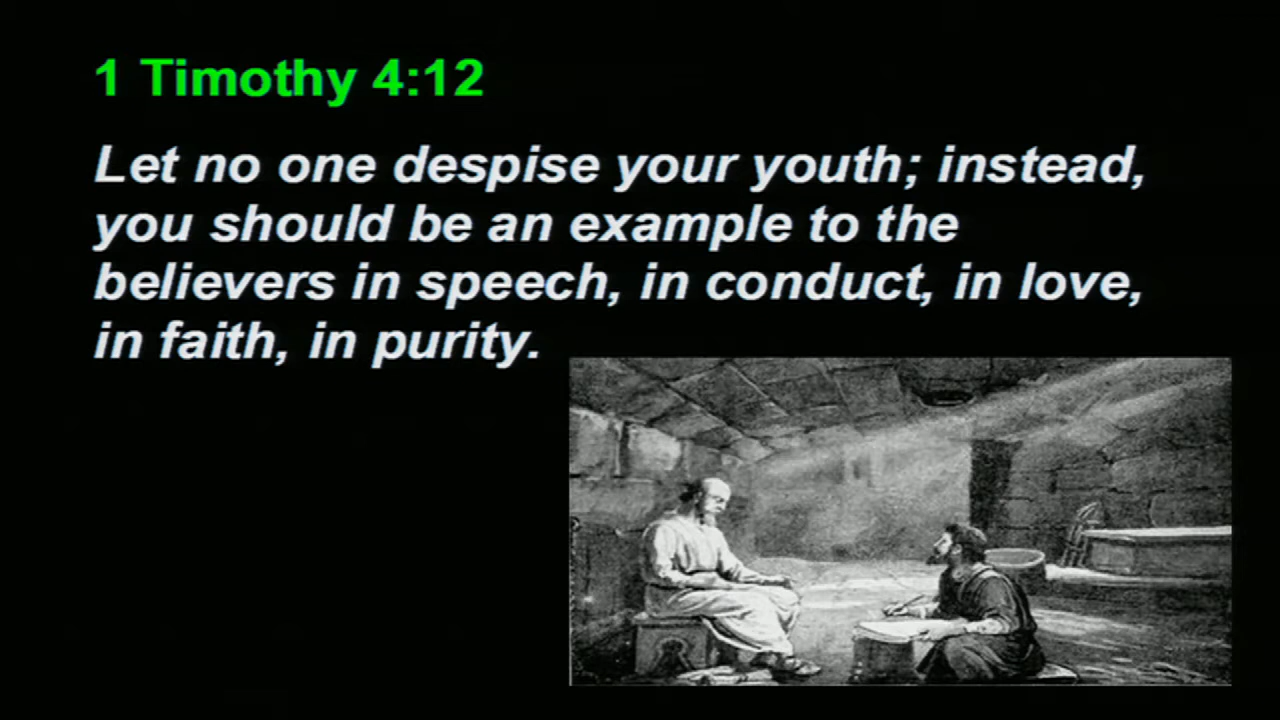 1 Timothy 4:12
Let no one despise your youth; instead,
you should be an example to the
believers in speech, in conduct, in love,
in faith, in purity.